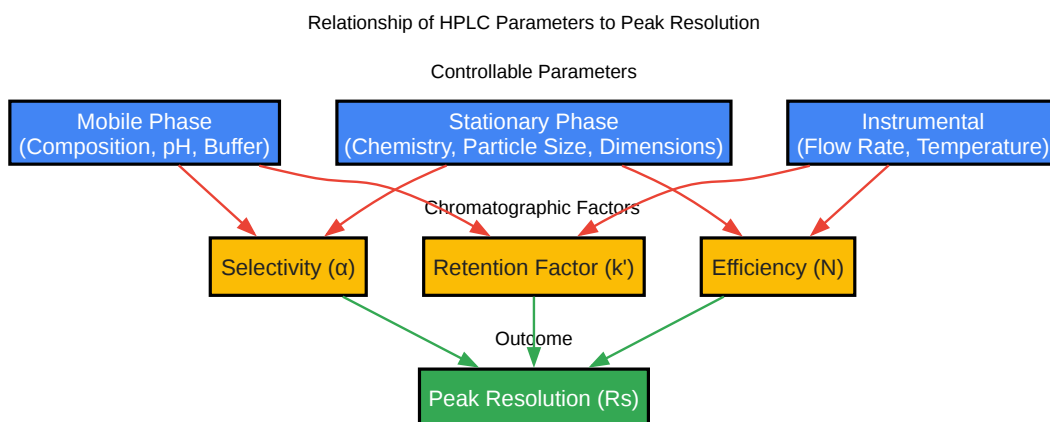 Relationship of HPLC Parameters to Peak Resolution
Controllable Parameters
Mobile Phase
(Composition, pH, Buffer)
Stationary Phase
(Chemistry, Particle Size, Dimensions)
Instrumental
(Flow Rate, Temperature)
Chromatographic Factors
Selectivity (α)
Retention Factor (k')
Efficiency (N)
Outcome
Peak Resolution (Rs)